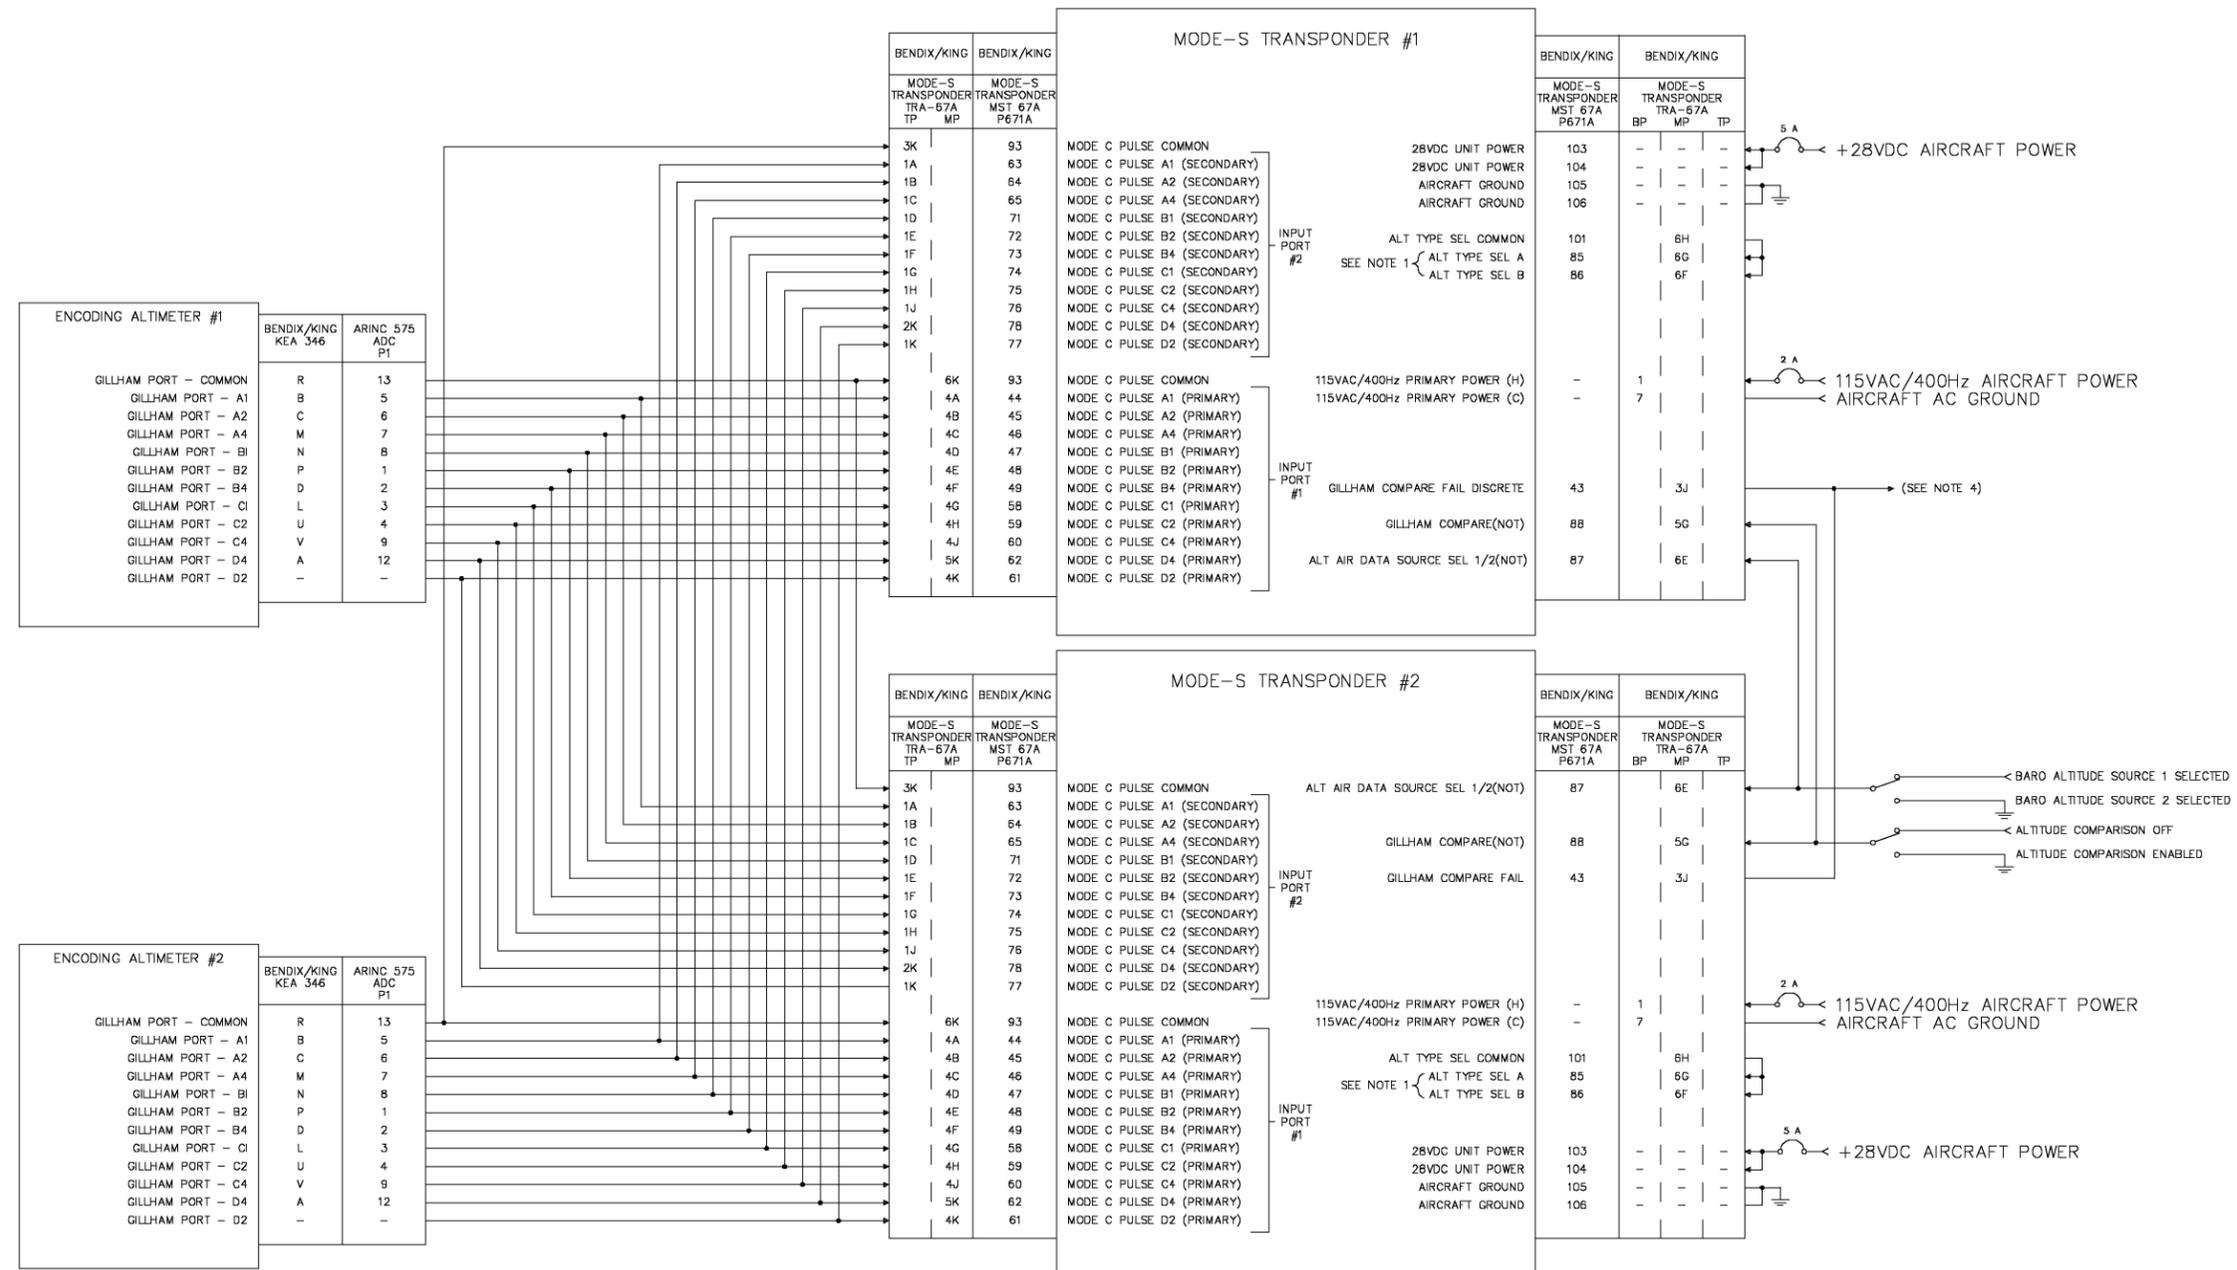 MODE-S TRANSPONDER #1
BENDIX/KING BENDIX/KING
MODE-S TRANSPONDER TRA-67A
TP MP
MODE-S TRANSPONDER MST 67A P671A
BENDIX/KING BENDIX/KING
MODE-S TRANSPONDER MST 67A P671A
MODE-S TRANSPONDER TRA-67A
BP MP TP
3K 93 MODE C PULSE COMMON
1A 63 MODE C PULSE A1 (SECONDARY)
1B 64 MODE C PULSE A2 (SECONDARY)
1C 65 MODE C PULSE A4 (SECONDARY)
1D 71 MODE C PULSE B1 (SECONDARY)
1E 72 MODE C PULSE B2 (SECONDARY)
1F 73 MODE C PULSE B4 (SECONDARY)
1G 74 MODE C PULSE C1 (SECONDARY)
1H 75 MODE C PULSE C2 (SECONDARY)
1J 76 MODE C PULSE C4 (SECONDARY)
2K 78 MODE C PULSE D4 (SECONDARY)
1K 77 MODE C PULSE D2 (SECONDARY)
INPUT PORT #2
6K 93 MODE C PULSE COMMON
4A 44 MODE C PULSE A1 (PRIMARY)
4B 45 MODE C PULSE A2 (PRIMARY)
4C 46 MODE C PULSE A4 (PRIMARY)
4D 47 MODE C PULSE B1 (PRIMARY)
4E 48 MODE C PULSE B2 (PRIMARY)
4F 49 MODE C PULSE B4 (PRIMARY)
4G 58 MODE C PULSE C1 (PRIMARY)
4H 59 MODE C PULSE C2 (PRIMARY)
4J 60 MODE C PULSE C4 (PRIMARY)
5K 62 MODE C PULSE D4 (PRIMARY)
4K 61 MODE C PULSE D2 (PRIMARY)
INPUT PORT #1
28VDC UNIT POWER 103 - - -
5 A
+28VDC AIRCRAFT POWER
28VDC UNIT POWER 104 - - -
AIRCRAFT GROUND 105 - - -
AIRCRAFT GROUND 106 - - -
ALT TYPE SEL COMMON 101 6H
SEE NOTE 1
ALT TYPE SEL A 85 6G
ALT TYPE SEL B 86 6F
2 A
115VAC/400Hz PRIMARY POWER (H) - 1 115VAC/400Hz AIRCRAFT POWER
115VAC/400Hz PRIMARY POWER (C) - 7 AIRCRAFT AC GROUND
GILLHAM COMPARE FAIL DISCRETE 43 3J (SEE NOTE 4)
GILLHAM COMPARE(NOT) 88 5G
ALT AIR DATA SOURCE SEL 1/2(NOT) 87 6E
ENCODING ALTIMETER #1
BENDIX/KING KEA 346
ARINC 575 ADC P1
GILLHAM PORT - COMMON R 13
GILLHAM PORT - A1 B 5
GILLHAM PORT - A2 C 6
GILLHAM PORT - A4 M 7
GILLHAM PORT - BI N 8
GILLHAM PORT - B2 P 1
GILLHAM PORT - B4 D 2
GILLHAM PORT - CI L 3
GILLHAM PORT - C2 U 4
GILLHAM PORT - C4 V 9
GILLHAM PORT - D4 A 12
GILLHAM PORT - D2 - -
MODE-S TRANSPONDER #2
BENDIX/KING BENDIX/KING
MODE-S TRANSPONDER TRA-67A
TP MP
MODE-S TRANSPONDER MST 67A P671A
BENDIX/KING BENDIX/KING
MODE-S TRANSPONDER MST 67A P671A
MODE-S TRANSPONDER TRA-67A
BP MP TP
3K 93 MODE C PULSE COMMON
1A 63 MODE C PULSE A1 (SECONDARY)
1B 64 MODE C PULSE A2 (SECONDARY)
1C 65 MODE C PULSE A4 (SECONDARY)
1D 71 MODE C PULSE B1 (SECONDARY)
1E 72 MODE C PULSE B2 (SECONDARY)
1F 73 MODE C PULSE B4 (SECONDARY)
1G 74 MODE C PULSE C1 (SECONDARY)
1H 75 MODE C PULSE C2 (SECONDARY)
1J 76 MODE C PULSE C4 (SECONDARY)
2K 78 MODE C PULSE D4 (SECONDARY)
1K 77 MODE C PULSE D2 (SECONDARY)
INPUT PORT #2
6K 93 MODE C PULSE COMMON
4A 44 MODE C PULSE A1 (PRIMARY)
4B 45 MODE C PULSE A2 (PRIMARY)
4C 46 MODE C PULSE A4 (PRIMARY)
4D 47 MODE C PULSE B1 (PRIMARY)
4E 48 MODE C PULSE B2 (PRIMARY)
4F 49 MODE C PULSE B4 (PRIMARY)
4G 58 MODE C PULSE C1 (PRIMARY)
4H 59 MODE C PULSE C2 (PRIMARY)
4J 60 MODE C PULSE C4 (PRIMARY)
5K 62 MODE C PULSE D4 (PRIMARY)
4K 61 MODE C PULSE D2 (PRIMARY)
INPUT PORT #1
ALT AIR DATA SOURCE SEL 1/2(NOT) 87 6E
GILLHAM COMPARE(NOT) 88 5G
GILLHAM COMPARE FAIL 43 3J
BARO ALTITUDE SOURCE 1 SELECTED
BARO ALTITUDE SOURCE 2 SELECTED
ALTITUDE COMPARISON OFF
ALTITUDE COMPARISON ENABLED
2 A
115VAC/400Hz PRIMARY POWER (H) - 1 115VAC/400Hz AIRCRAFT POWER
115VAC/400Hz PRIMARY POWER (C) - 7 AIRCRAFT AC GROUND
ALT TYPE SEL COMMON 101 6H
SEE NOTE 1
ALT TYPE SEL A 85 6G
ALT TYPE SEL B 86 6F
5 A
28VDC UNIT POWER 103 - - - +28VDC AIRCRAFT POWER
28VDC UNIT POWER 104 - - -
AIRCRAFT GROUND 105 - - -
AIRCRAFT GROUND 106 - - -
ENCODING ALTIMETER #2
BENDIX/KING KEA 346
ARINC 575 ADC P1
GILLHAM PORT - COMMON R 13
GILLHAM PORT - A1 B 5
GILLHAM PORT - A2 C 6
GILLHAM PORT - A4 M 7
GILLHAM PORT - BI N 8
GILLHAM PORT - B2 P 1
GILLHAM PORT - B4 D 2
GILLHAM PORT - CI L 3
GILLHAM PORT - C2 U 4
GILLHAM PORT - C4 V 9
GILLHAM PORT - D4 A 12
GILLHAM PORT - D2 - -